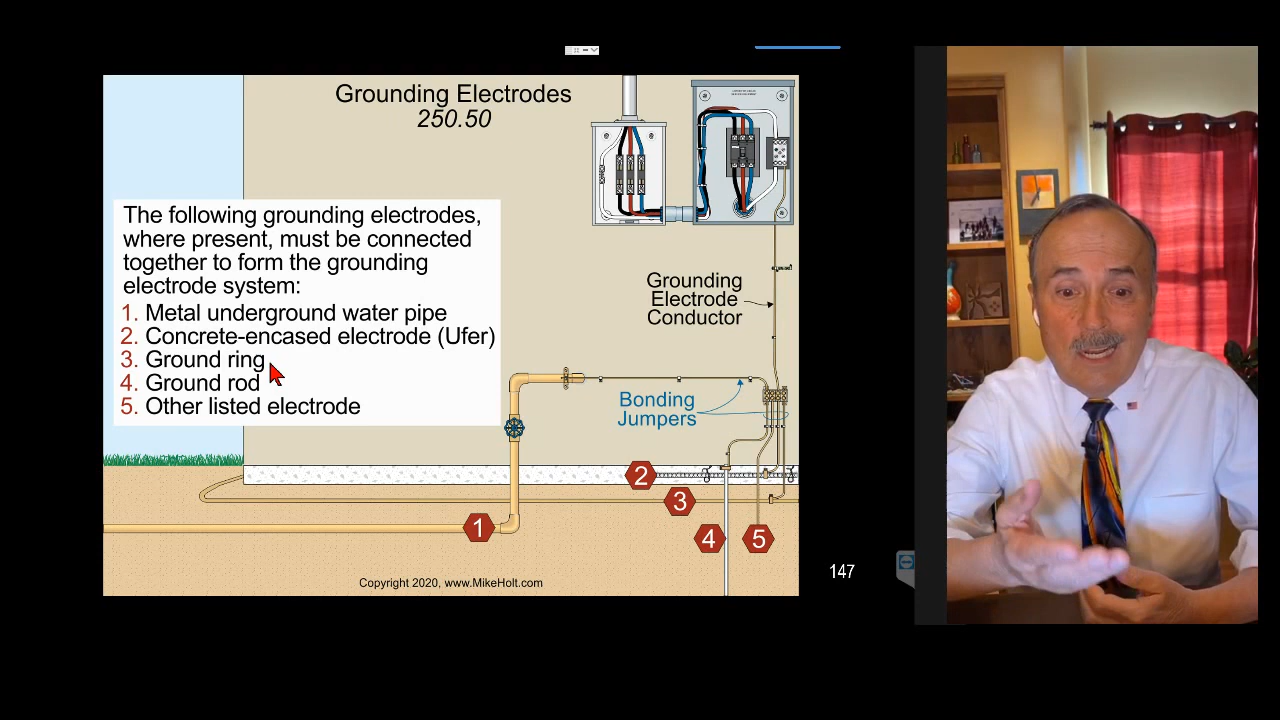 Grounding Electrodes
250.50
The following grounding electrodes,
where present, must be connected
together to form the grounding
electrode system:
1. Metal underground water pipe
2. Concrete-encased electrode (Ufer)
3. Ground ring
4. Ground rod
5. Other listed electrode
Grounding
Electrode
Conductor
Bonding
Jumpers
2
3
1
4
5
Copyright 2020, www.MikeHolt.com
147